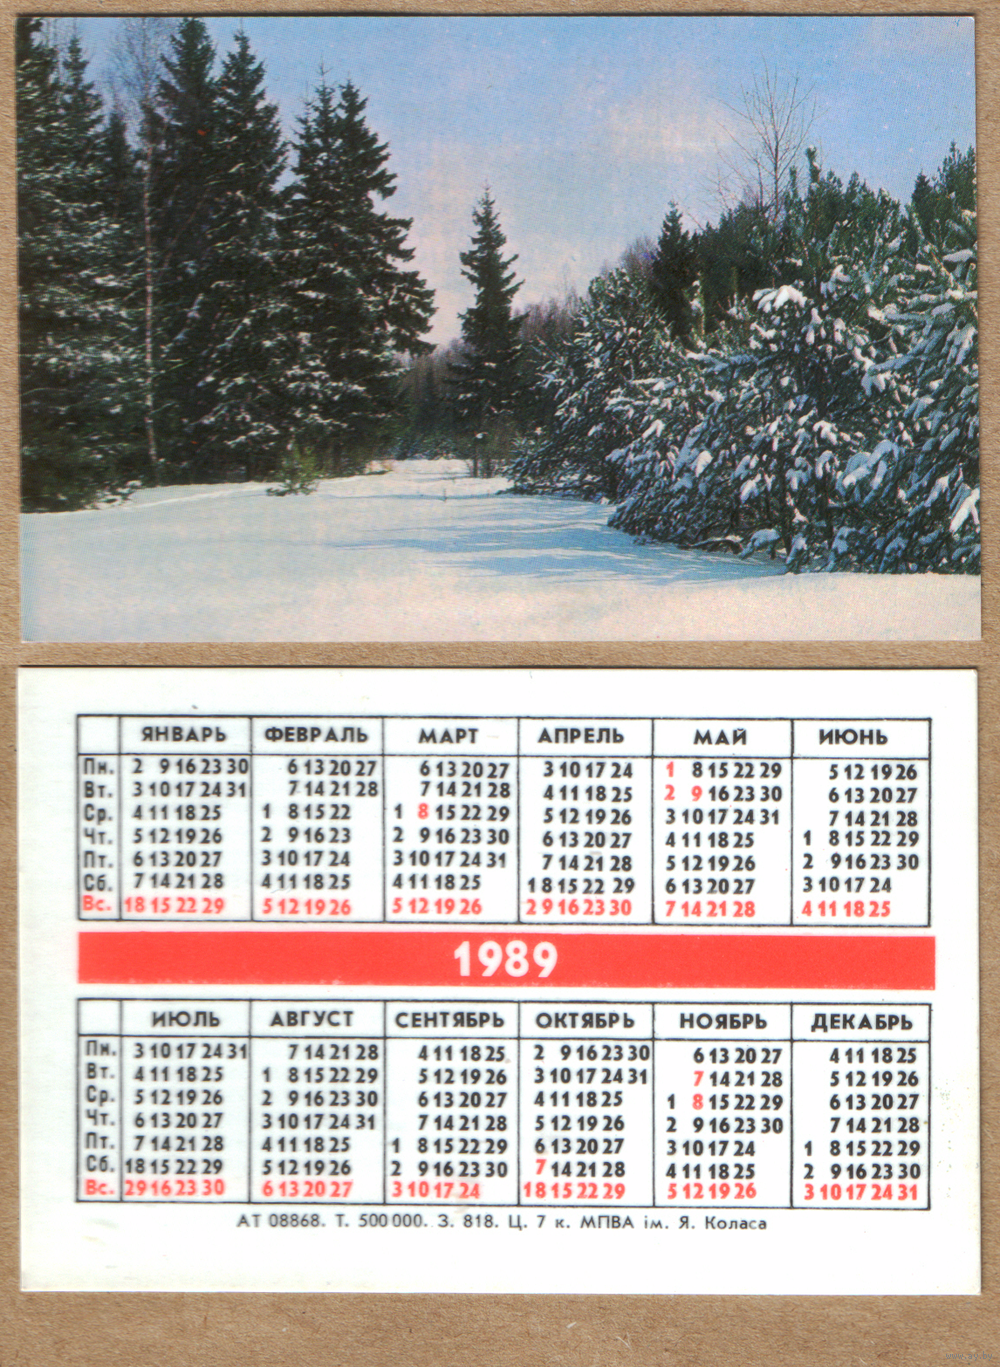 ЯНВАРЬ ФЕВРАЛЬ МАРТ АПРЕЛЬ МАЙ ИЮНЬ
Пн. 2 9 16 23 30 6 13 20 27 6 13 20 27 3 10 17 24 1 8 15 22 29 5 12 19 26
Вт. 3 10 17 24 31 7 14 21 28 7 14 21 28 4 11 18 25 2 9 16 23 30 6 13 20 27
Ср. 4 11 18 25 1 8 15 22 1 8 15 22 29 5 12 19 26 3 10 17 24 31 7 14 21 28
Чт. 5 12 19 26 2 9 16 23 2 9 16 23 30 6 13 20 27 4 11 18 25 1 8 15 22 29
Пт. 6 13 20 27 3 10 17 24 3 10 17 24 31 7 14 21 28 5 12 19 26 2 9 16 23 30
Сб. 7 14 21 28 4 11 18 25 4 11 18 25 1 8 15 22 29 6 13 20 27 3 10 17 24
Вс. 1 8 15 22 29 5 12 19 26 5 12 19 26 2 9 16 23 30 7 14 21 28 4 11 18 25
1989
ИЮЛЬ АВГУСТ СЕНТЯБРЬ ОКТЯБРЬ НОЯБРЬ ДЕКАБРЬ
Пн. 3 10 17 24 31 7 14 21 28 4 11 18 25 2 9 16 23 30 6 13 20 27 4 11 18 25
Вт. 4 11 18 25 1 8 15 22 29 5 12 19 26 3 10 17 24 31 7 14 21 28 5 12 19 26
Ср. 5 12 19 26 2 9 16 23 30 6 13 20 27 4 11 18 25 1 8 15 22 29 6 13 20 27
Чт. 6 13 20 27 3 10 17 24 31 7 14 21 28 5 12 19 26 2 9 16 23 30 7 14 21 28
Пт. 7 14 21 28 4 11 18 25 1 8 15 22 29 6 13 20 27 3 10 17 24 1 8 15 22 29
Сб. 1 8 15 22 29 5 12 19 26 2 9 16 23 30 7 14 21 28 4 11 18 25 2 9 16 23 30
Вс. 2 9 16 23 30 6 13 20 27 3 10 17 24 1 8 15 22 29 5 12 19 26 3 10 17 24 31
АТ 08868. Т. 500 000. З. 818. Ц. 7 к. МПВА ім. Я. Коласа